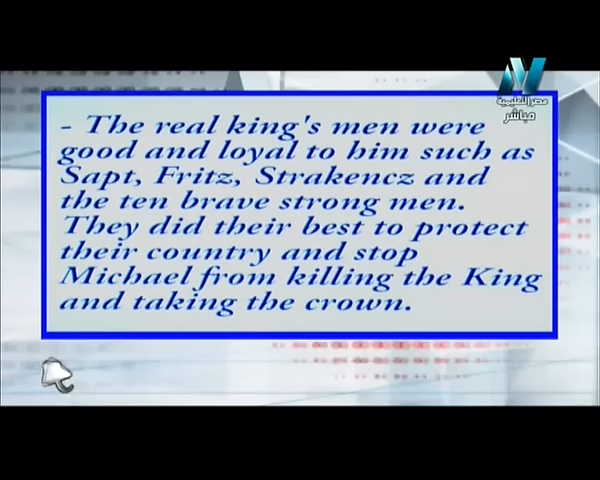 مصر التعليمية
مباشر
- The real king's men were
good and loyal to him such as
Sapt, Fritz, Strakencz and
the ten brave strong men.
They did their best to protect
their country and stop
Michael from killing the King
and taking the crown.